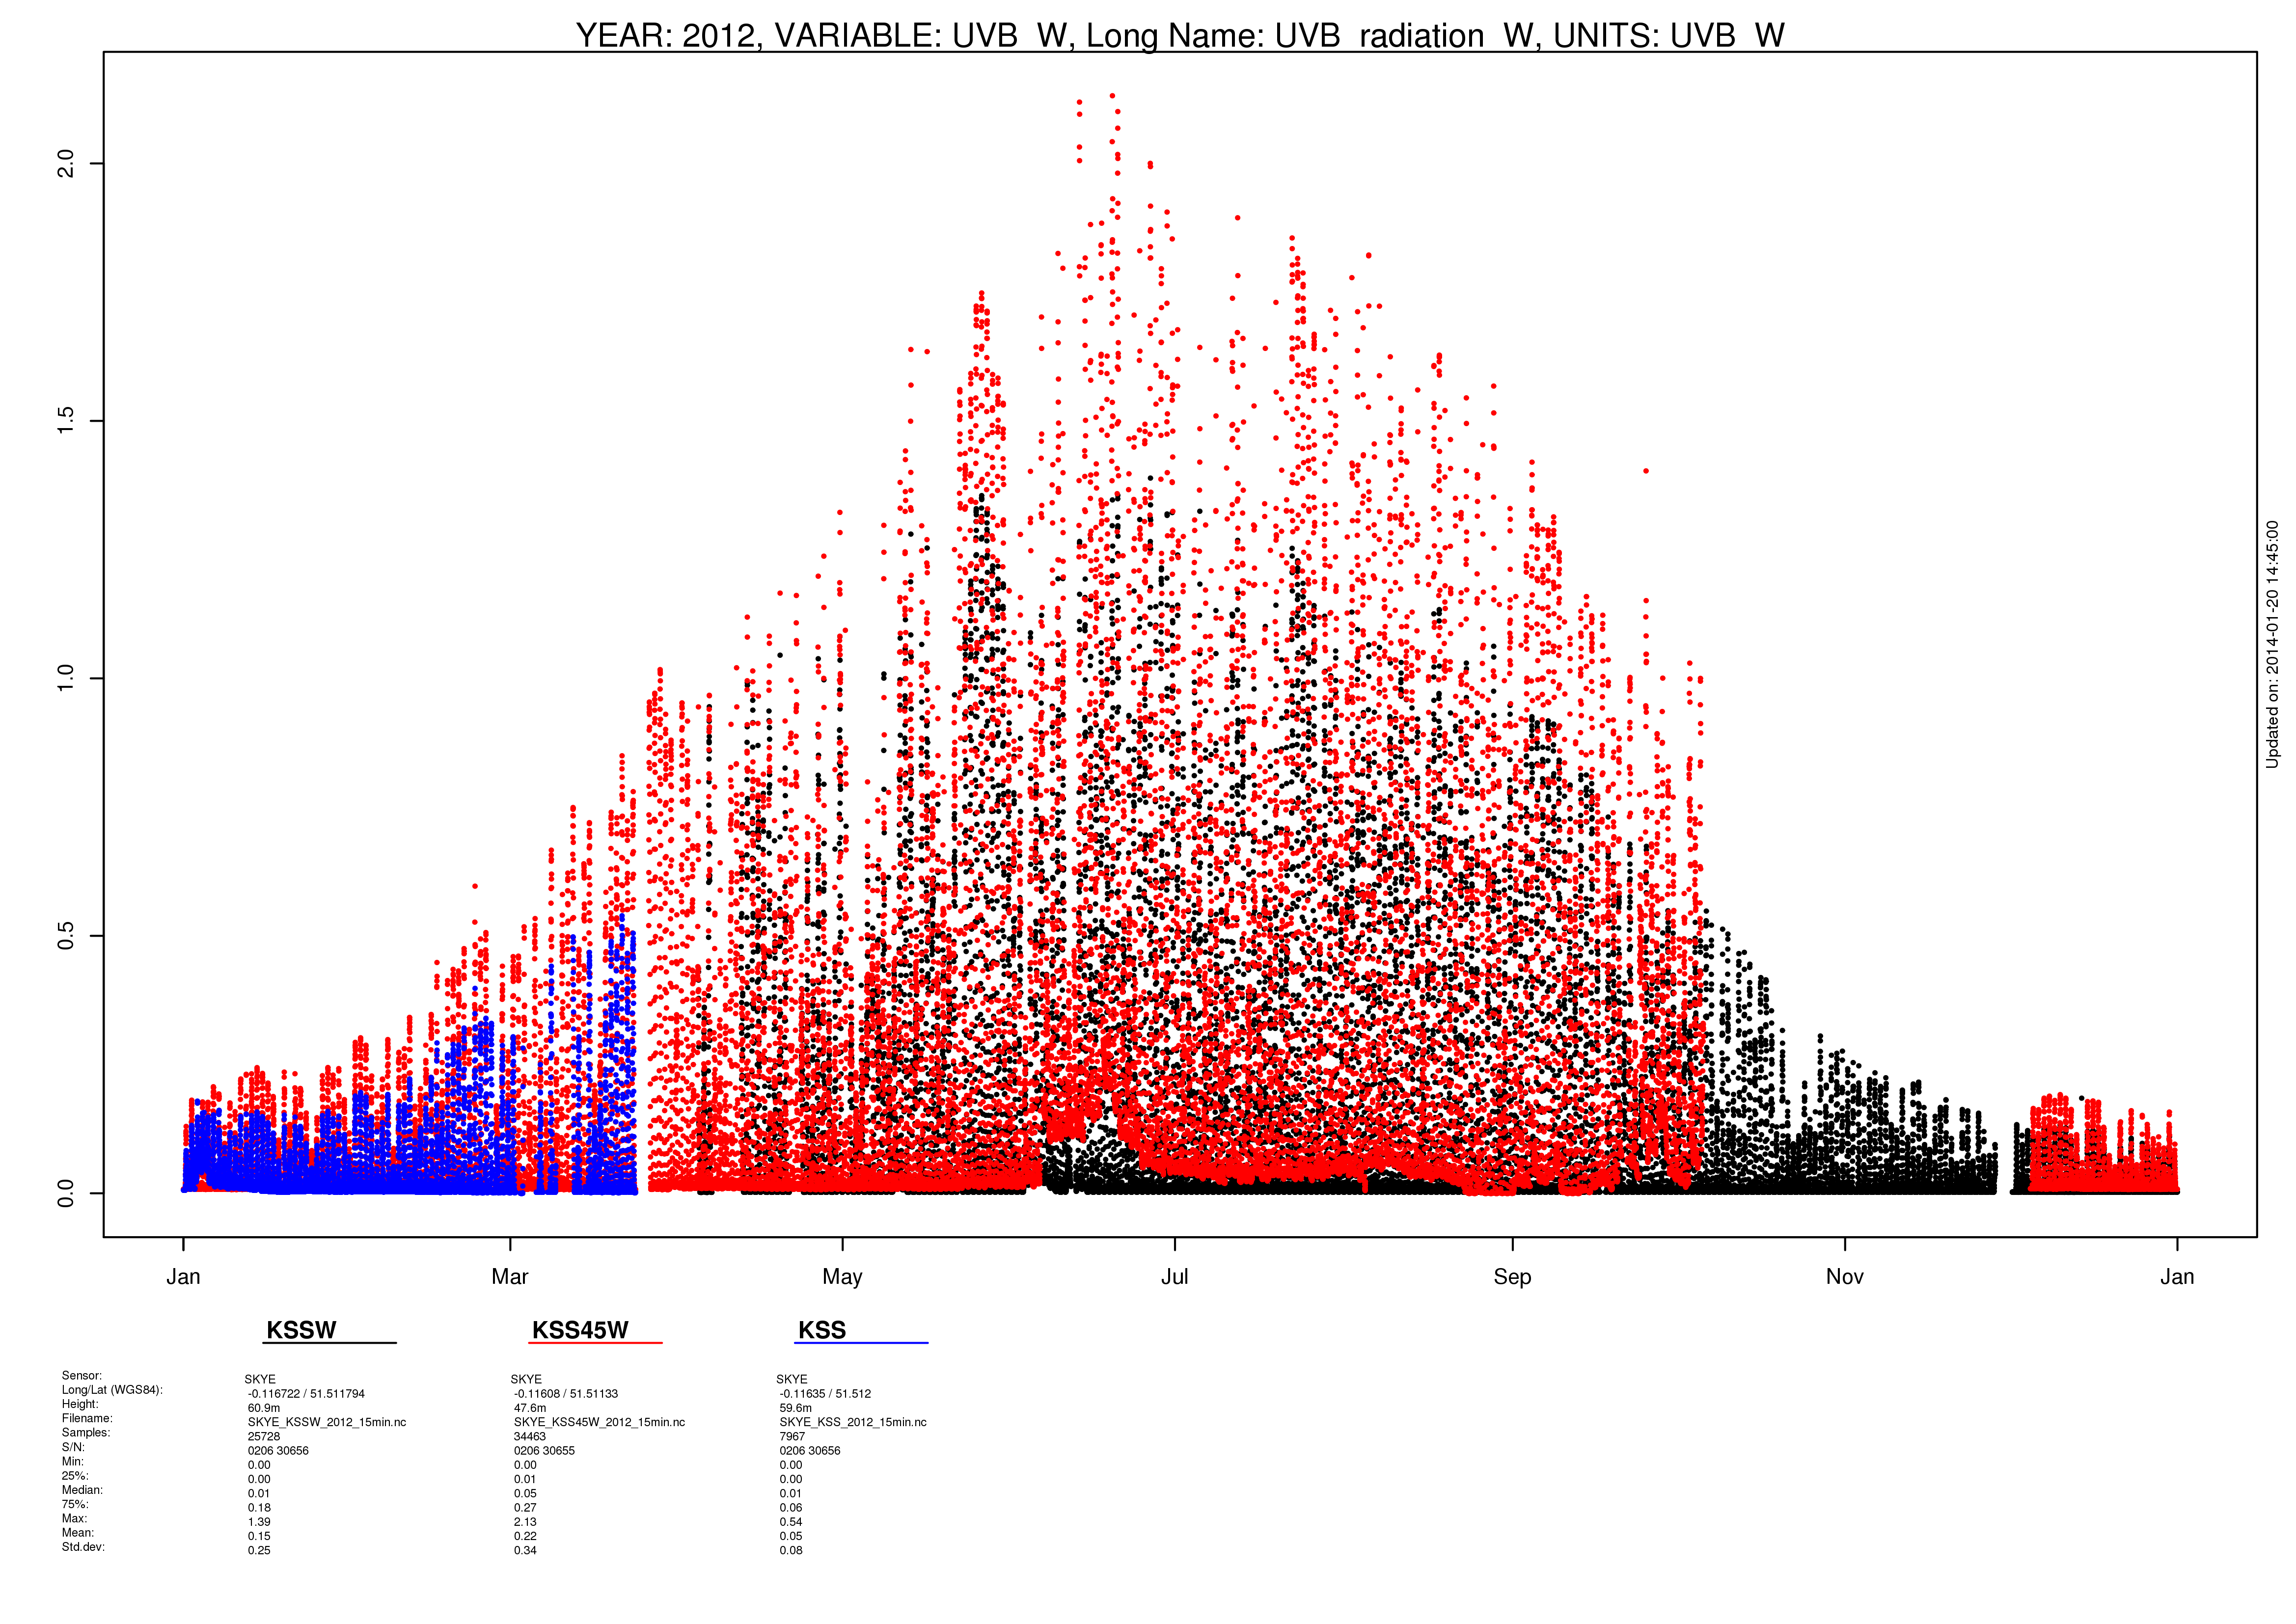 YEAR: 2012, VARIABLE: UVB  W, Long Name: UVB  radiation  W, UNITS: UVB  W
2.0
1.5
1.0
0.5
0.0
Updated on: 2014-01-20 14:45:00
Jan Mar May Jul Sep Nov Jan
KSSW KSS45W KSS
Sensor: SKYE SKYE SKYE
Long/Lat (WGS84): -0.116722 / 51.511794 -0.11608 / 51.51133 -0.11635 / 51.512
Height: 60.9m 47.6m 59.6m
Filename: SKYE_KSSW_2012_15min.nc SKYE_KSS45W_2012_15min.nc SKYE_KSS_2012_15min.nc
Samples: 25728 34463 7967
S/N: 0206 30656 0206 30655 0206 30656
Min: 0.00 0.00 0.00
25%: 0.00 0.01 0.00
Median: 0.01 0.05 0.01
75%: 0.18 0.27 0.06
Max: 1.39 2.13 0.54
Mean: 0.15 0.22 0.05
Std.dev: 0.25 0.34 0.08